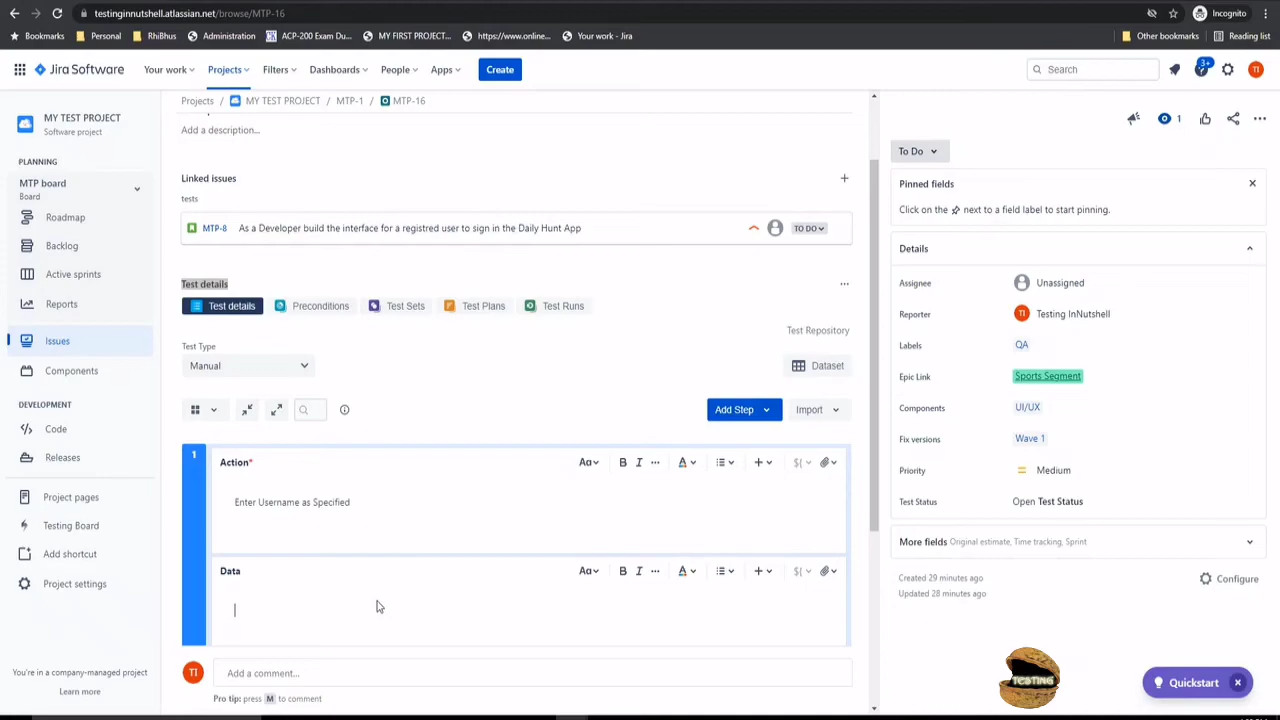 testinginnutshell.atlassian.net/browse/MTP-16
Incognito
Bookmarks Personal RhiBhus Administration ACP-200 Exam Du... MY FIRST PROJECT... https://www.online... Your work - Jira Other bookmarks Reading list
Jira Software Your work Projects Filters Dashboards People Apps Create Search 3+ TI
MY TEST PROJECT
Software project
PLANNING
MTP board
Board
Roadmap
Backlog
Active sprints
Reports
Issues
Components
DEVELOPMENT
Code
Releases
Project pages
Testing Board
Add shortcut
Project settings
You're in a company-managed project
Learn more
Projects / MY TEST PROJECT / MTP-1 / MTP-16
Add a description...
Linked issues
tests
MTP-8 As a Developer build the interface for a registred user to sign in the Daily Hunt App TO DO
Test details
Test details Preconditions Test Sets Test Plans Test Runs
Test Repository
Test Type
Manual Dataset
Add Step Import
1
Action*
Aa B I ... A
Enter Username as Specified
Data
Aa B I ... A
TI Add a comment...
Pro tip: press M to comment
1
To Do
Pinned fields
Click on the next to a field label to start pinning.
Details
Assignee Unassigned
Reporter TI Testing InNutshell
Labels QA
Epic Link Sports Segment
Components UI/UX
Fix versions Wave 1
Priority Medium
Test Status Open Test Status
More fields Original estimate, Time tracking, Sprint
Created 29 minutes ago Configure
Updated 28 minutes ago
TESTING
Quickstart